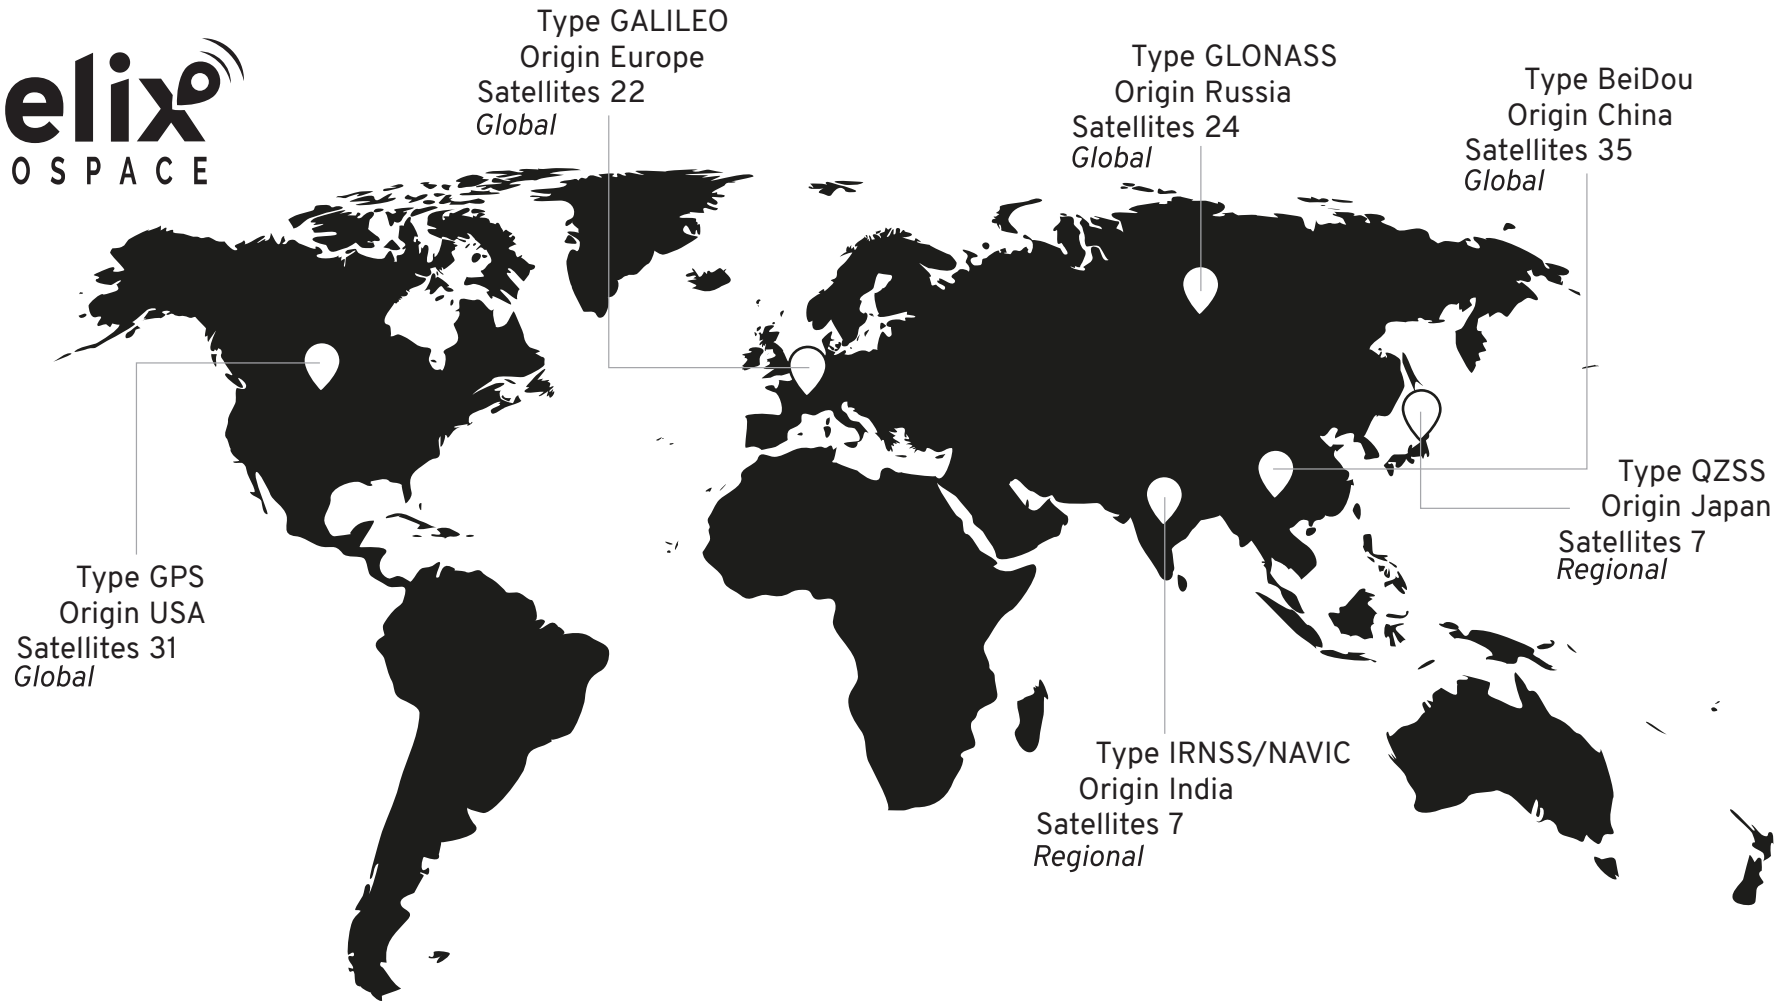 elix
OSPACE
Type GALILEO
Origin Europe
Satellites 22
Global
Type GLONASS
Origin Russia
Satellites 24
Global
Type BeiDou
Origin China
Satellites 35
Global
Type QZSS
Origin Japan
Satellites 7
Regional
Type GPS
Origin USA
Satellites 31
Global
Type IRNSS/NAVIC
Origin India
Satellites 7
Regional